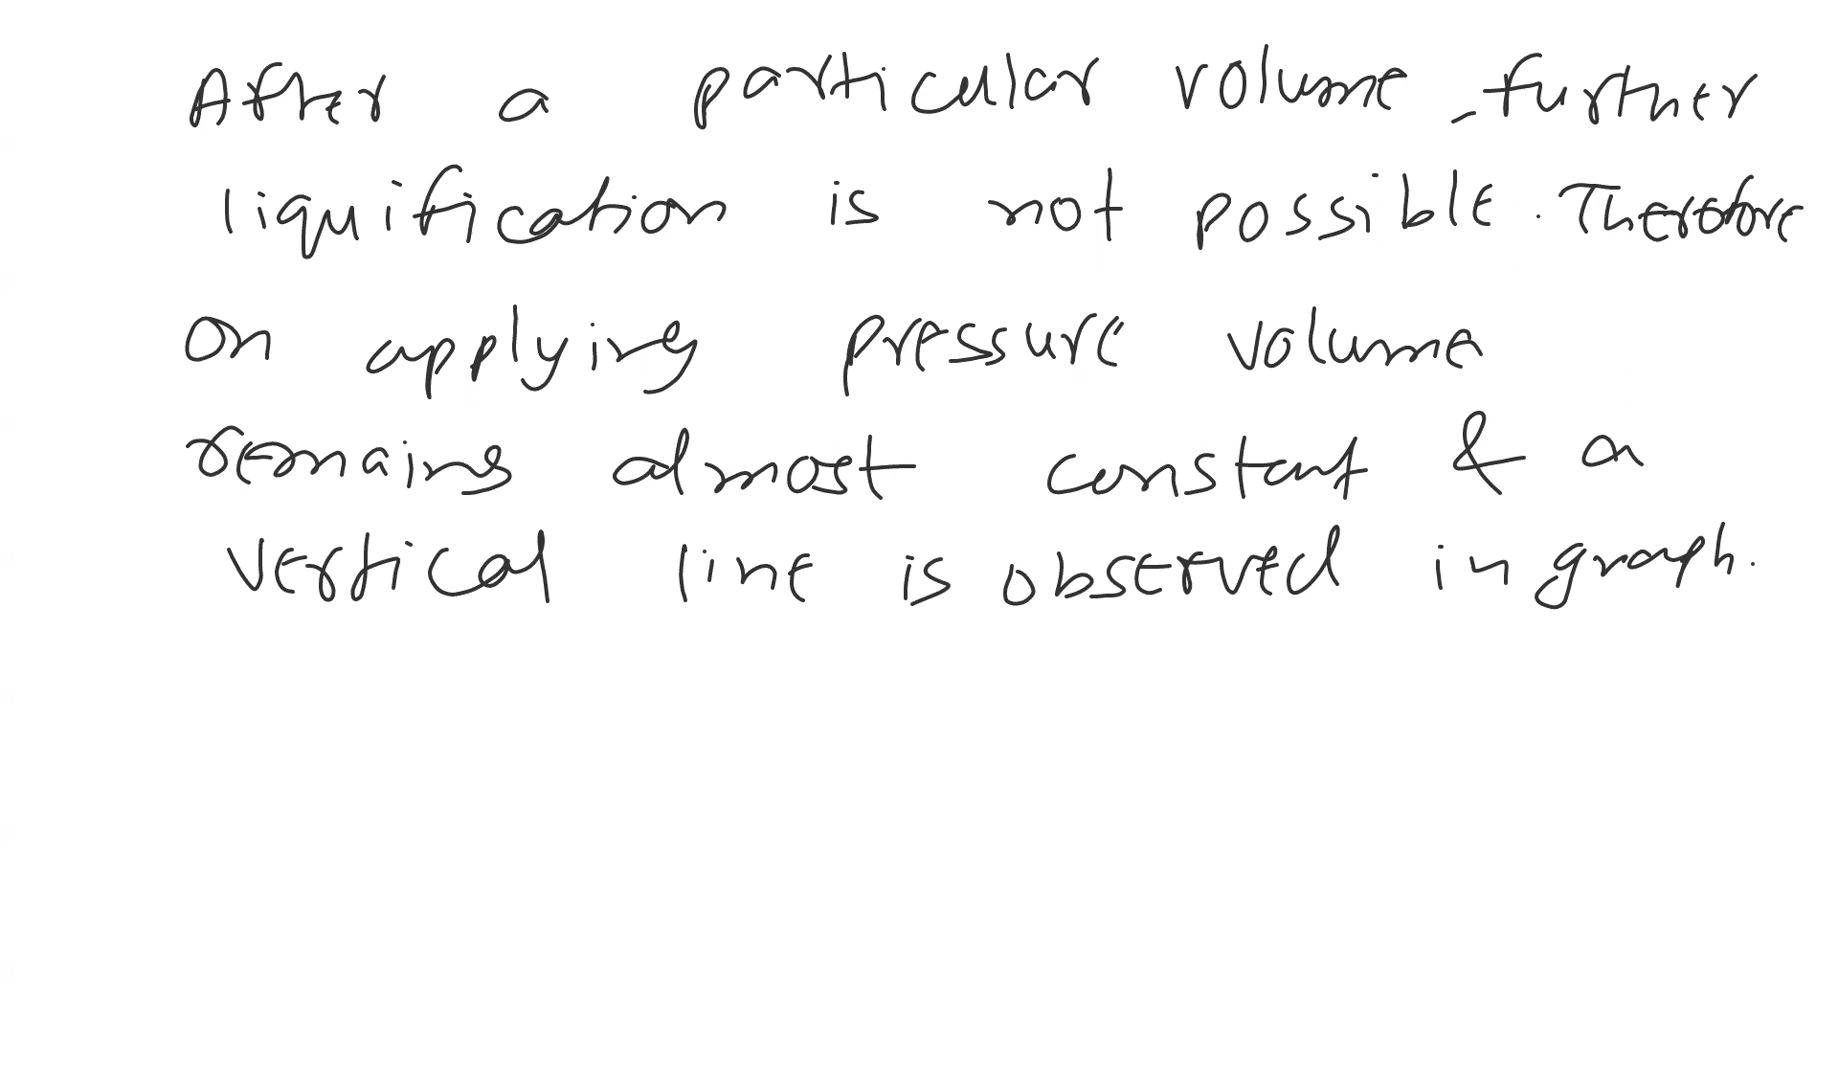 After a particular volume, further
liquification is not possible. Therefore
on applying pressure volume
remains almost constant & a
vertical line is observed in graph.